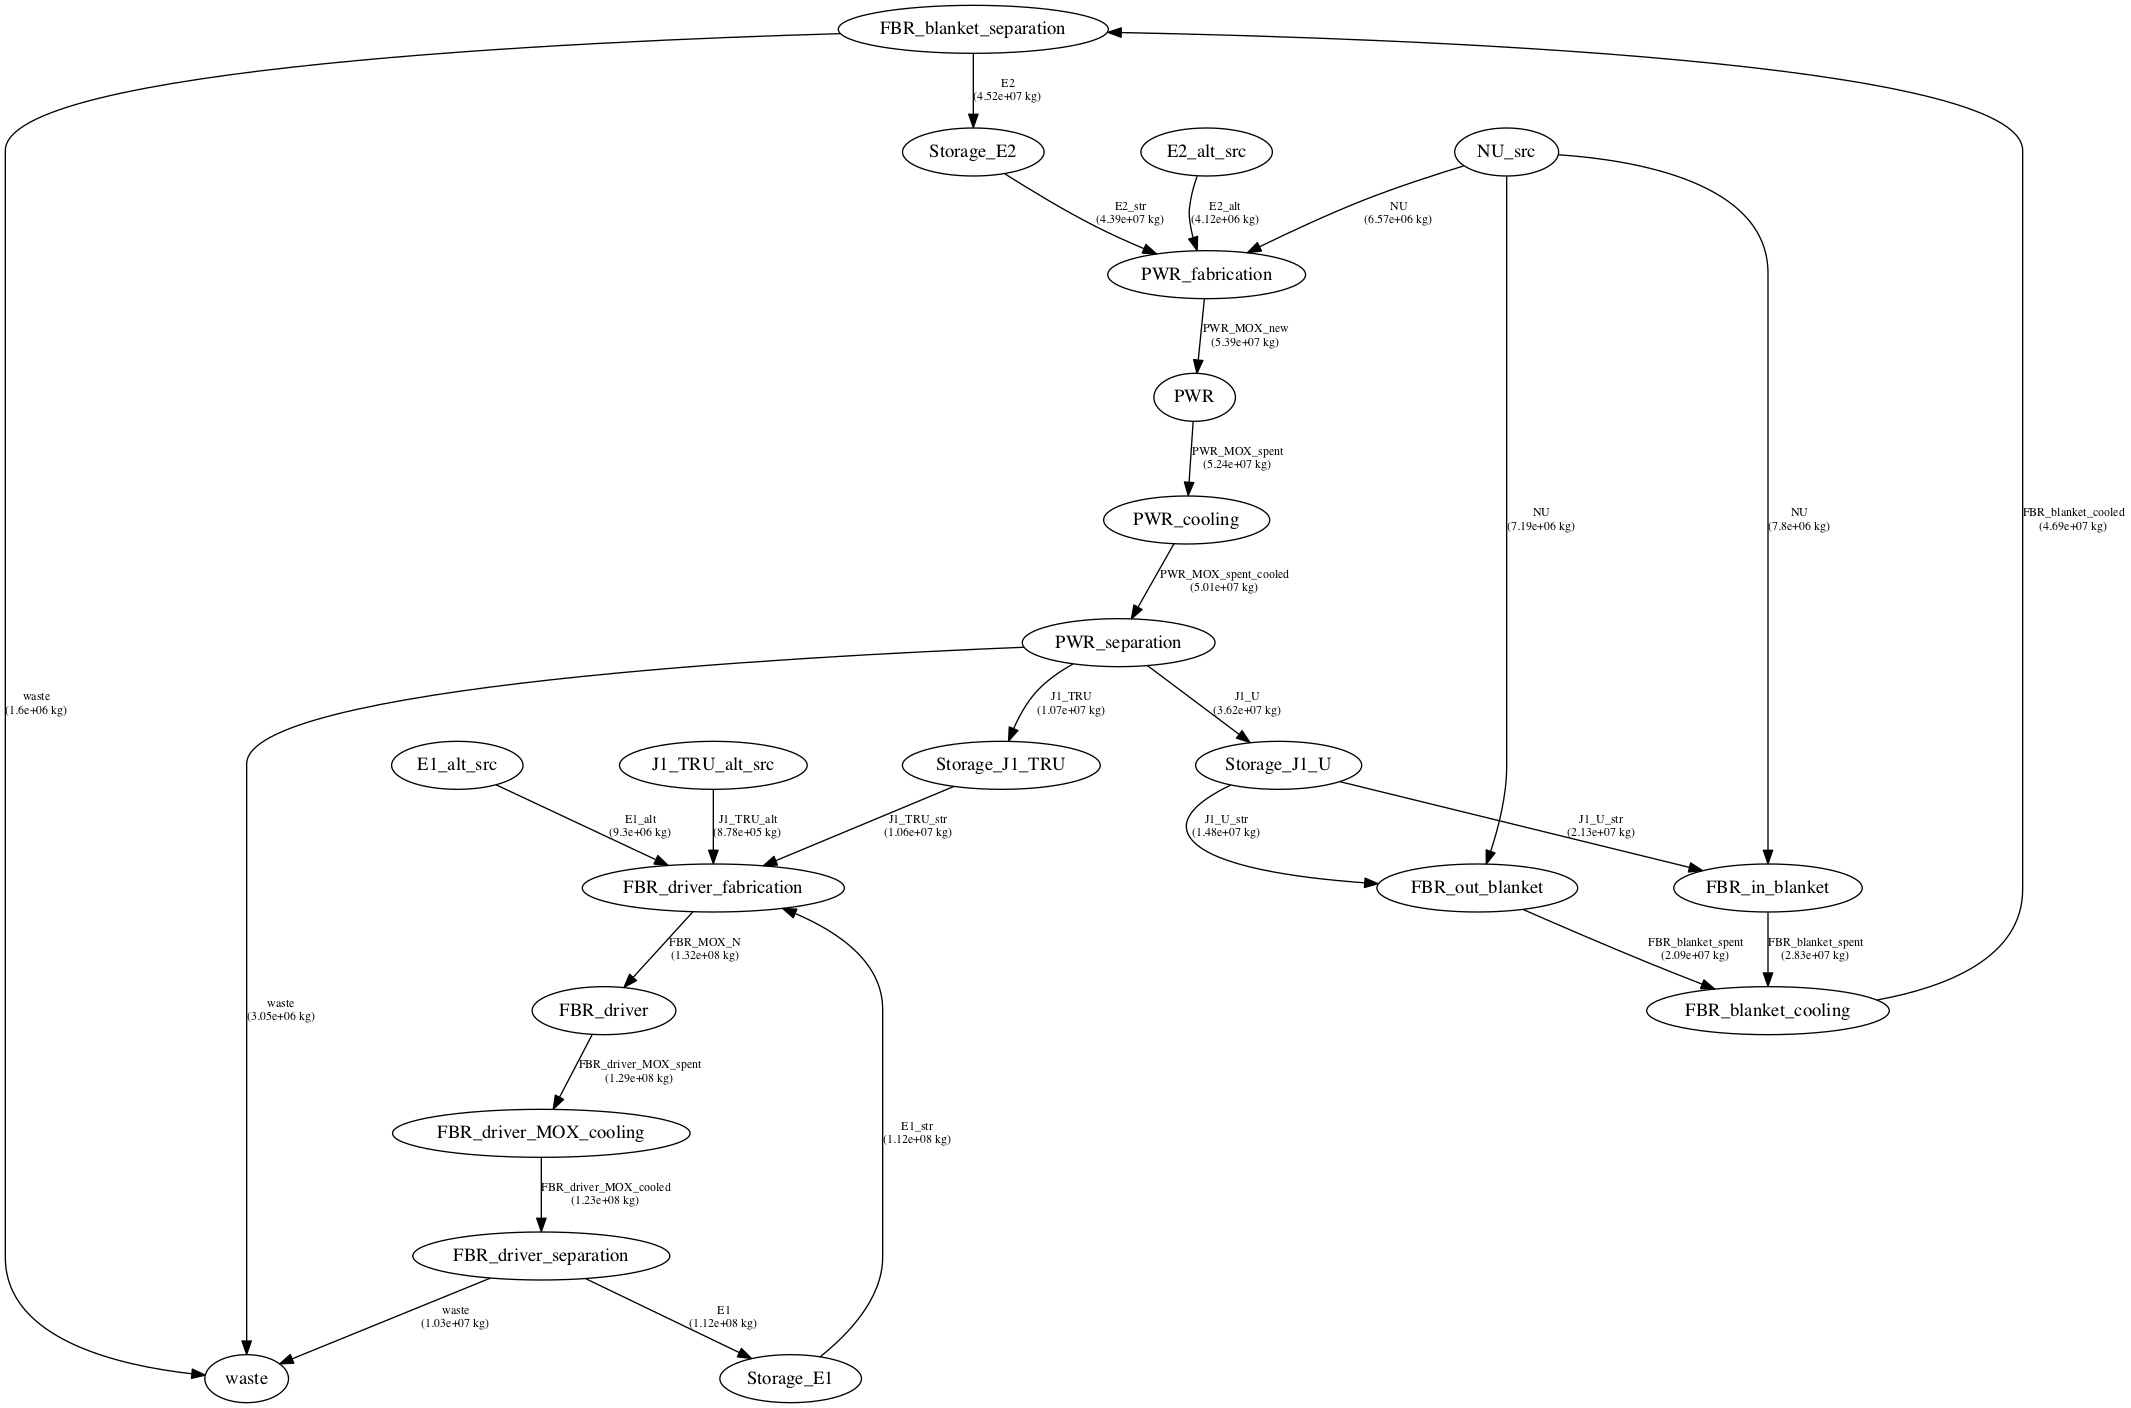 FBR_blanket_separation
E2
(4.52e+07 kg)
Storage_E2
E2_alt_src
NU_src
E2_str
(4.39e+07 kg)
E2_alt
(4.12e+06 kg)
NU
(6.57e+06 kg)
PWR_fabrication
PWR_MOX_new
(5.39e+07 kg)
PWR
PWR_MOX_spent
(5.24e+07 kg)
PWR_cooling
NU
(7.19e+06 kg)
NU
(7.8e+06 kg)
FBR_blanket_cooled
(4.69e+07 kg)
PWR_MOX_spent_cooled
(5.01e+07 kg)
PWR_separation
waste
(1.6e+06 kg)
J1_TRU
(1.07e+07 kg)
J1_U
(3.62e+07 kg)
E1_alt_src
J1_TRU_alt_src
Storage_J1_TRU
Storage_J1_U
E1_alt
(9.3e+06 kg)
J1_TRU_alt
(8.78e+05 kg)
J1_TRU_str
(1.06e+07 kg)
J1_U_str
(1.48e+07 kg)
J1_U_str
(2.13e+07 kg)
FBR_driver_fabrication
FBR_out_blanket
FBR_in_blanket
FBR_MOX_N
(1.32e+08 kg)
FBR_blanket_spent
(2.09e+07 kg)
FBR_blanket_spent
(2.83e+07 kg)
waste
(3.05e+06 kg)
FBR_driver
FBR_blanket_cooling
FBR_driver_MOX_spent
(1.29e+08 kg)
FBR_driver_MOX_cooling
E1_str
(1.12e+08 kg)
FBR_driver_MOX_cooled
(1.23e+08 kg)
FBR_driver_separation
waste
(1.03e+07 kg)
E1
(1.12e+08 kg)
waste
Storage_E1